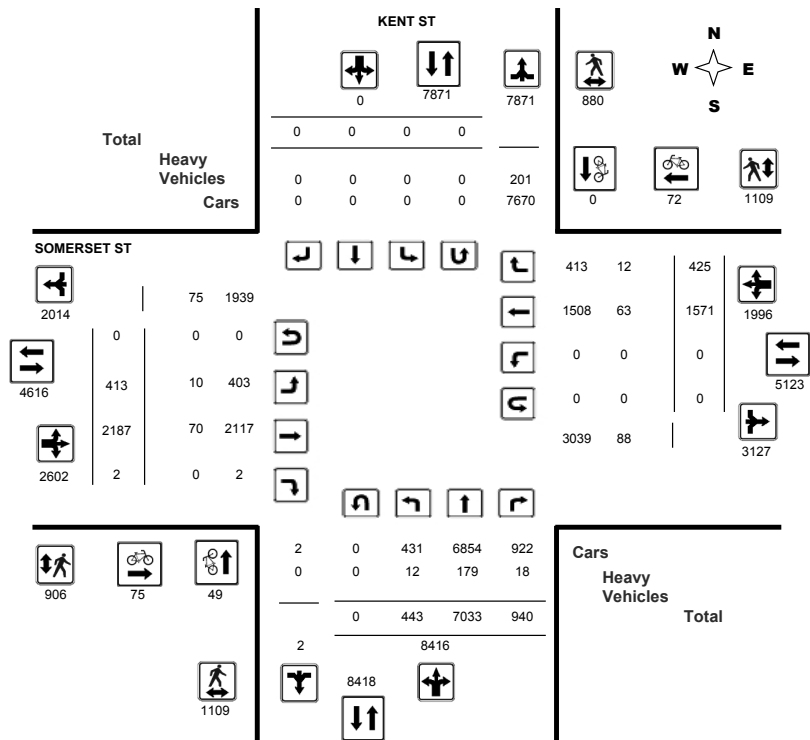 KENT ST
N
W E
S
0 7871 7871 880
Total 0 0 0 0
Heavy
Vehicles 0 0 0 0 201
Cars 0 0 0 0 7670
0 72 1109
SOMERSET ST
413 12 425
2014 75 1939
1508 63 1571 1996
0 0 0
0 0 0
4616 413 10 403
5123
0 0 0
2187 70 2117
3039 88 3127
2602 2 0 2
2 0 431 6854 922 Cars
0 0 12 179 18 Heavy
Vehicles
906 75 49
0 443 7033 940 Total
2 8416
8418
1109